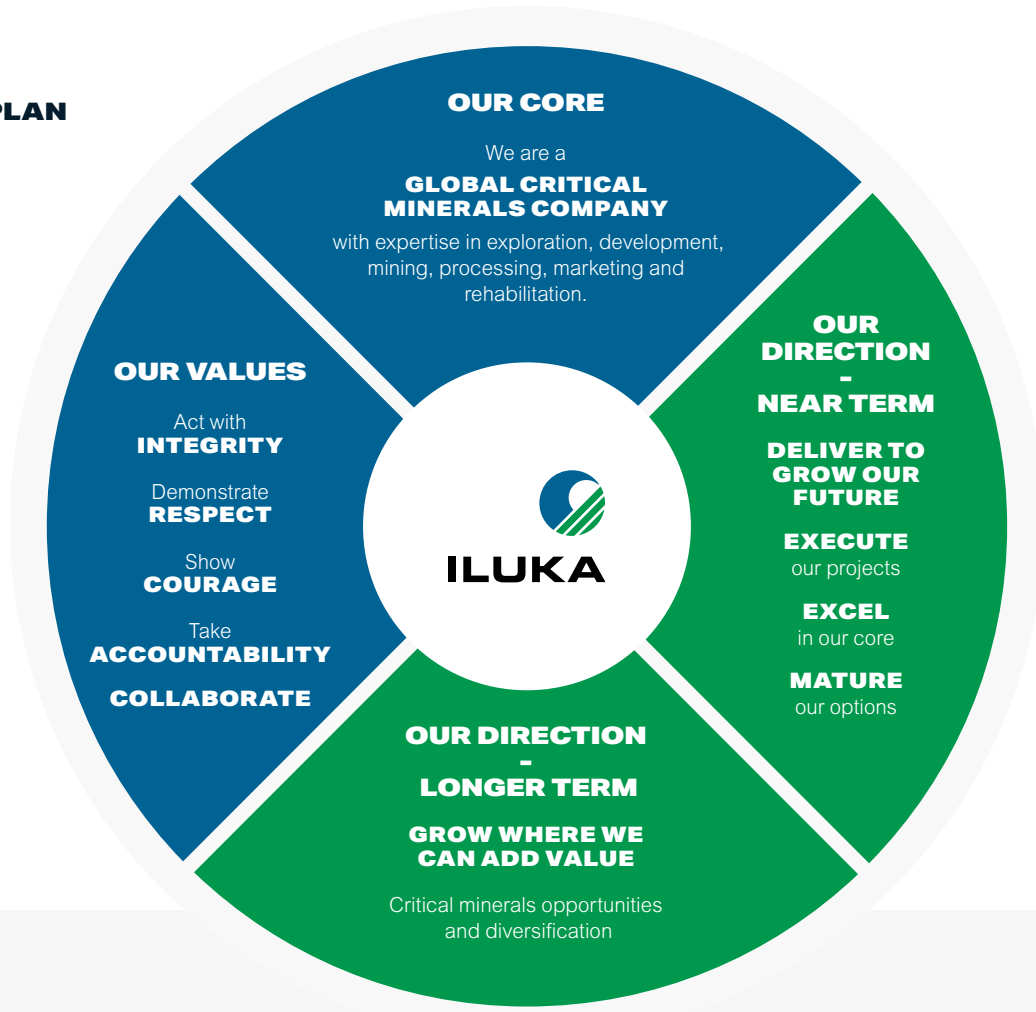 PLAN
OUR CORE
We are a
GLOBAL CRITICAL
MINERALS COMPANY
with expertise in exploration, development,
mining, processing, marketing and
rehabilitation.
OUR
DIRECTION
-
NEAR TERM
DELIVER TO
GROW OUR
FUTURE
EXECUTE
our projects
EXCEL
in our core
MATURE
our options
OUR DIRECTION
-
LONGER TERM
GROW WHERE WE
CAN ADD VALUE
Critical minerals opportunities
and diversification
OUR VALUES
Act with
INTEGRITY
Demonstrate
RESPECT
Show
COURAGE
Take
ACCOUNTABILITY
COLLABORATE
ILUKA